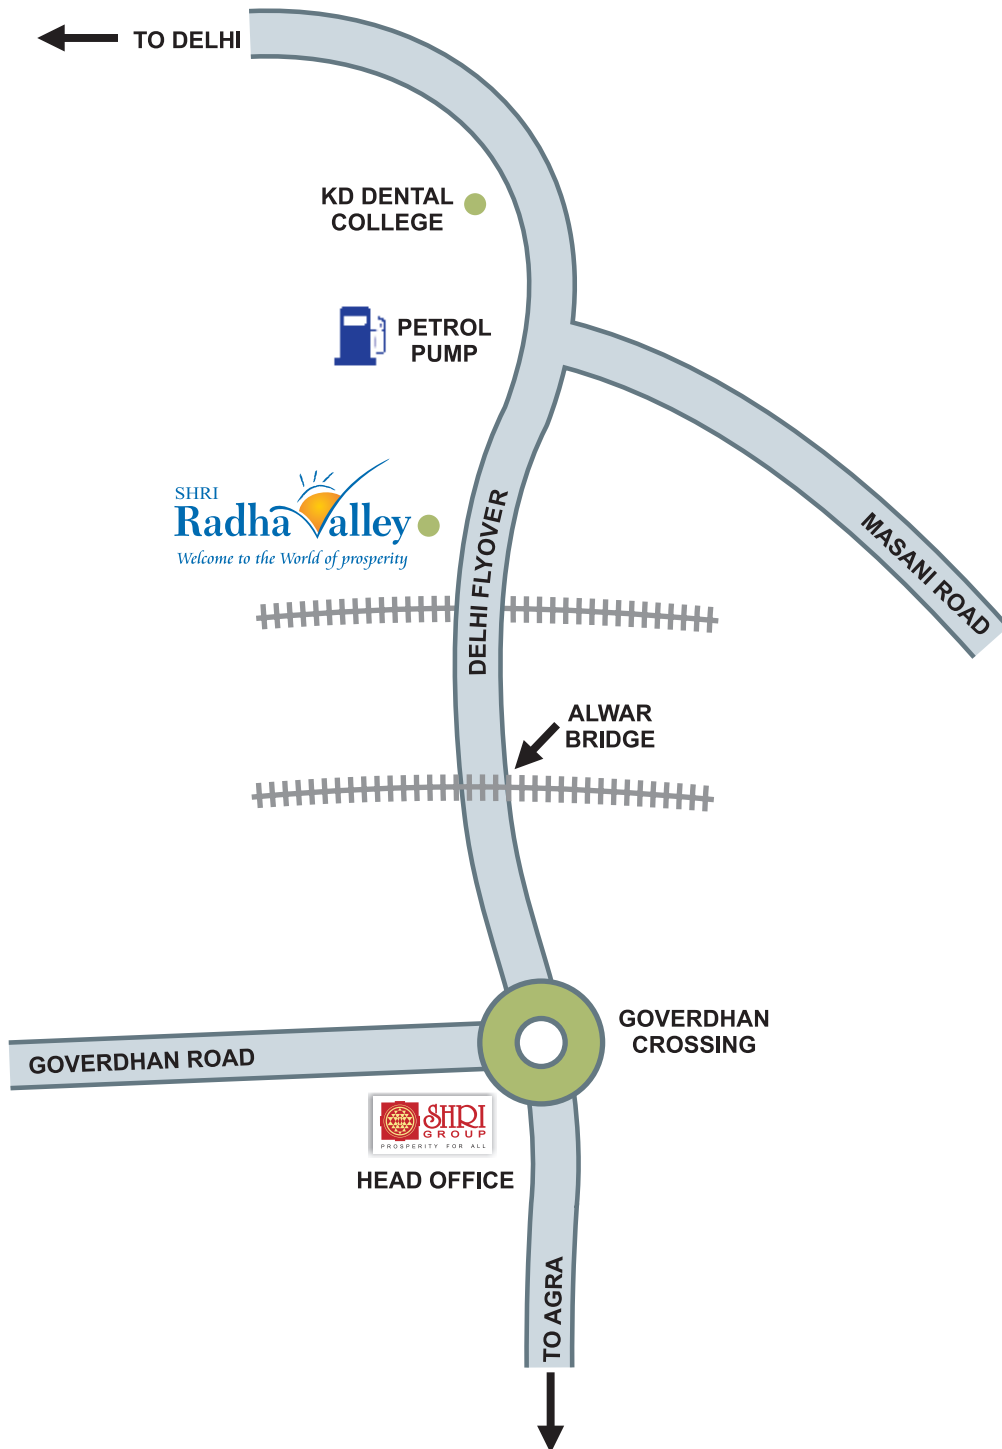 TO DELHI
KD DENTAL
COLLEGE
PETROL
PUMP
SHRI
Radha Valley
Welcome to the World of prosperity
DELHI FLYOVER
MASANI ROAD
ALWAR
BRIDGE
GOVERDHAN
CROSSING
GOVERDHAN ROAD
SHRI
GROUP
PROSPERITY FOR ALL
HEAD OFFICE
TO AGRA